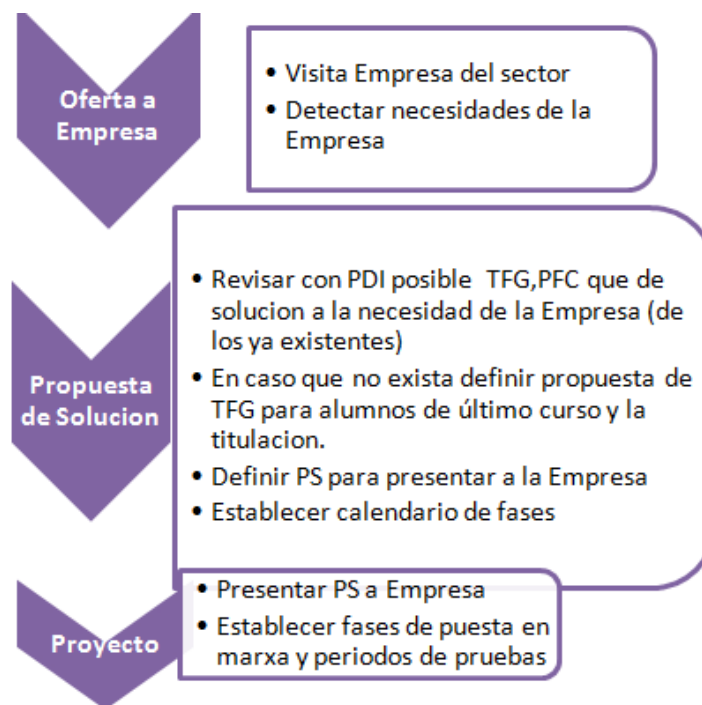 Oferta a
Empresa
• Visita Empresa del sector
• Detectar necesidades de la
Empresa
Propuesta
de Solucion
• Revisar con PDI posible TFG,PFC que de
solucion a la necesidad de la Empresa (de
los ya existentes)
• En caso que no exista definir propuesta de
TFG para alumnos de último curso y la
titulacion.
• Definir PS para presentar a la Empresa
• Establecer calendario de fases
Proyecto
• Presentar PS a Empresa
• Establecer fases de puesta en
marxa y periodos de pruebas